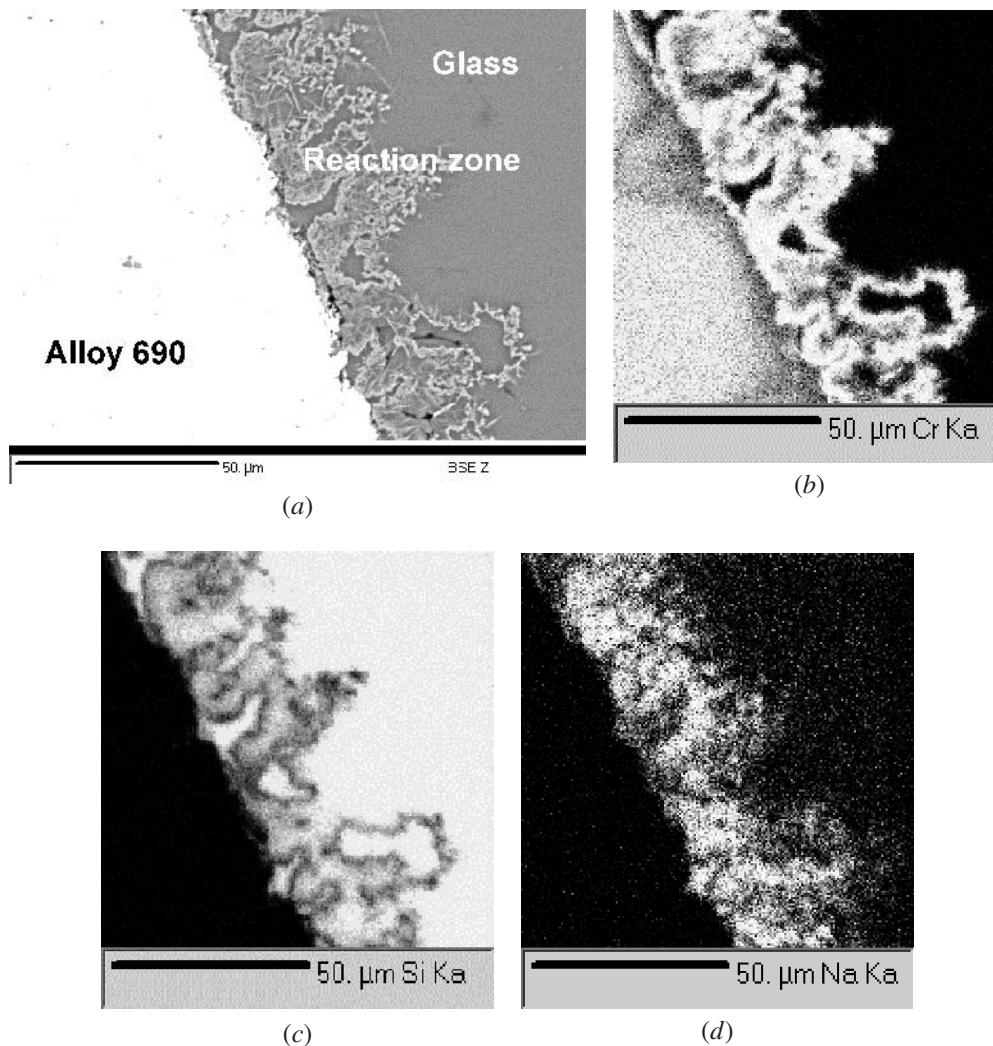 Glass
Reaction zone
Alloy 690
50. µm BSE Z
50. µm Cr Ka
(a)
(b)
50. µm Si Ka
50. µm Na Ka
(c)
(d)